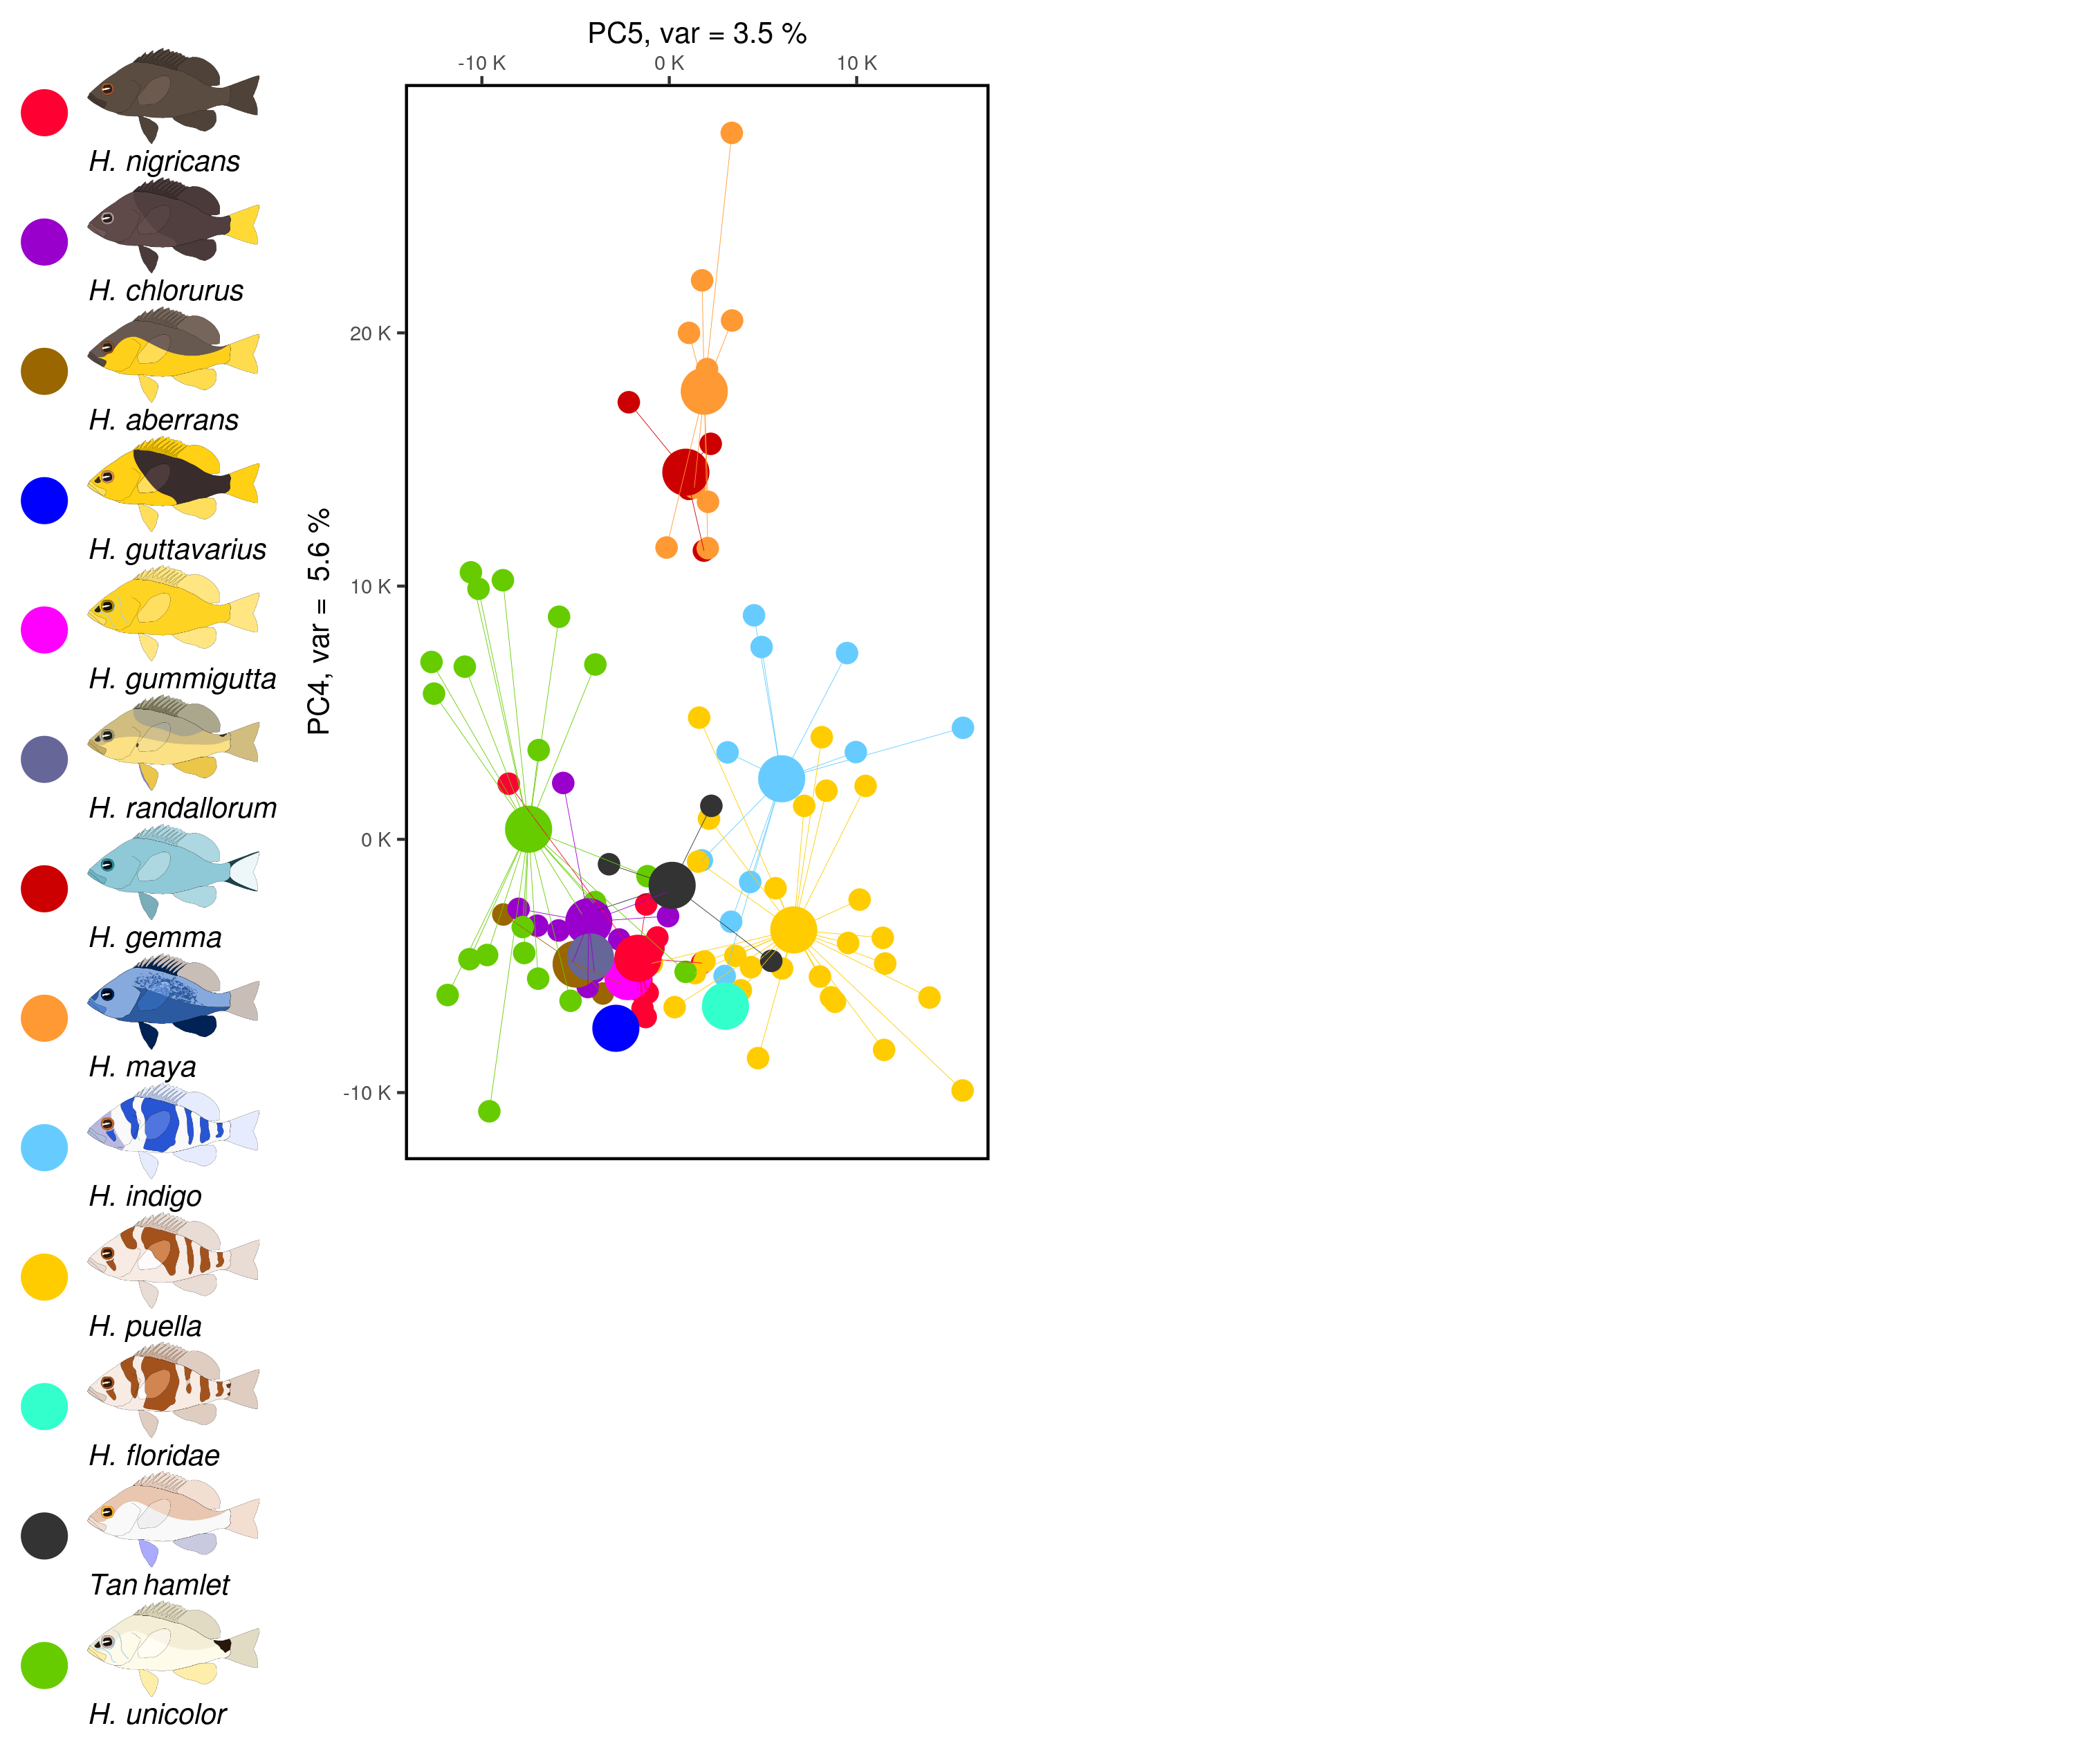 PC5, var = 3.5 %
-10 K 0 K 10 K
H. nigricans
H. chlorurus
H. aberrans
H. guttavarius
H. gummigutta
H. randallorum
H. gemma
H. maya
H. indigo
H. puella
H. floridae
Tan hamlet
H. unicolor
PC4, var = 5.6 %
20 K
10 K
0 K
-10 K